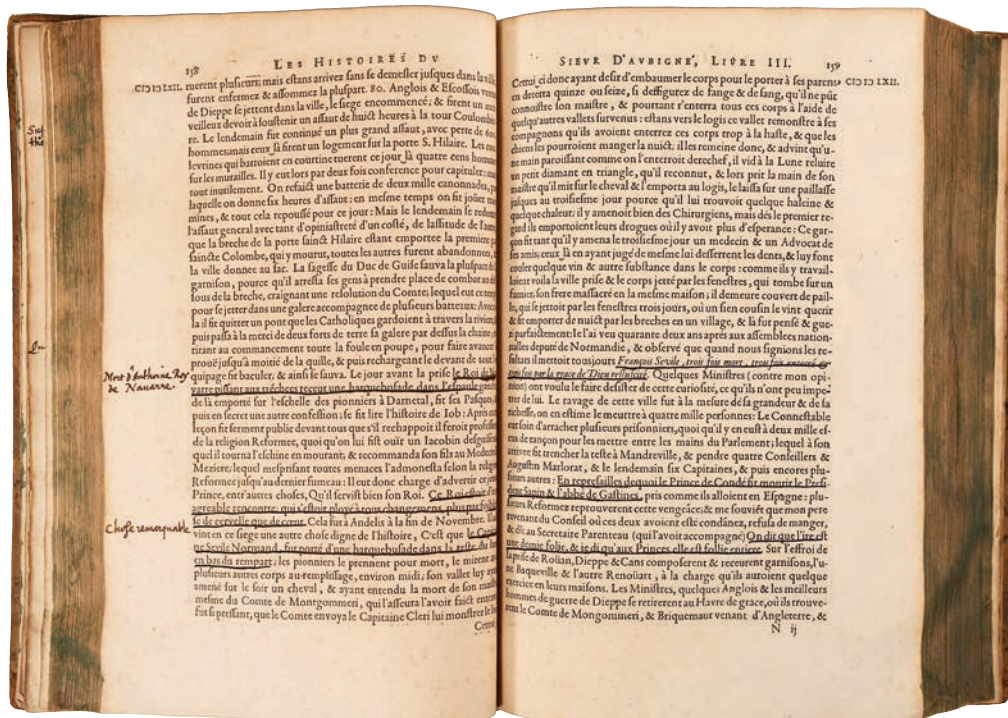 158
LES HISTOIRES DV
CIƆ IƆ LXII.
tuerent plusieurs; mais estans arrivez sans se demesler jusques dans la ville
furent enfermez & assommez la pluspart. 80. Anglois & Escossois venus
de Dieppe se jettent dans la ville, le siege encommencé; & firent un
veilleux devoir à soustenir un assaut de huict heures à la tour Coulombie
re. Le lendemain fut continué un plus grand assaut, avec perte de 600
hommes, mais ceux là firent un logement sur la porte S. Hilaire. Les
levrines qui battoient en courtine tuerent ce jour là quatre cens hommes
sur les murailles. Il y eut lors par deux fois conference pour capituler:
tout inutilement. On refaict une batterie de deux mille canonnades,
laquelle on donne six heures d'assaut: en mesme temps on fit jouër
mines, & tout cela repoussé pour ce jour: Mais le lendemain se redonne
l'assaut general avec tant d'opiniastreté d'un costé, de lassitude de l'autre
que la breche de la porte sainct Hilaire estant emportee la premiere
saincte Colombe, qui y mourut, toutes les autres furent abandonnees,
la ville donnee au sac. La sagesse du Duc de Guise sauva la pluspart de
garnison, pource qu'il arresta ses gens à prendre place de combat au
sous de la breche, craignant une resolution du Comte; lequel eut ce temps
pour se jetter dans une galere accompagnee de plusieurs batteaux:
la il fit quitter un pont que les Catholiques gardoient à travers la riviere,
puis passa à la merci de deux forts de terre sa galere par dessus la chaine;
tirant au commencement toute la foule en poupe, pour faire avancer
prouë jusqu'à moitié de la quille, & puis rechargeant le devant de tout
quipage fit baculer, & ainsi se sauva. Le jour avant la prise le Roi de
Mort d'Anthoine Roy
de Nauarre.
varre pissant aux trêchees receut une harquebusade dans l'espaule gauche
de là emporté sur l'eschelle des pionniers à Darnetal, fit ses Pasques,
puis en secret une autre confession; se fit lire l'histoire de Iob: Après
leçon fit serment publie devant tous que s'il rechappoit il feroit profession
de la religion Reformee, quoi qu'on lui fist ouïr un Iacobin desguisé
quel il tourna l'eschine en mourant; & recommanda son fils au Medecin
Meziere; lequel mesprisant toutes menaces l'admonesta selon la religion
Reformee jusqu'au dernier fumeau: Il eut donc charge d'advertir ce jeune
Prince, entr'autres choses, Qu'il servist bien son Roi. Ce Roi estoit
agreable rencontre, qui s'estoit ployé à tous changemens, plus par foiblesse
se de cervelle que de cœur. Cela fut à Andelis à la fin de Novembre. Il
Chose remarquable
vint en ce siege une autre chose digne de l'histoire, C'est que le Capitaine
ne Sevile Normand, fut porté d'une harquebusade dans la teste, du haut
en bas du rempart; les pionniers le prennent pour mort, le mirent
plusieurs autres corps au remplissage, environ midi; son vallet luy ayant
amené sur le soir un cheval, & ayant entendu la mort de son maistre
mesme du Comte de Montgommeri, qui l'asseura l'avoir faict enterrer
fut si pressant, que le Comte envoya le Capitaine Cleri lui monstrer le lieu
Cettui
SIEVR D'AVBIGNE', LIVRE III.
159
CIƆ IƆ LXII.
Cettui ci donc ayant desir d'embaumer le corps pour le porter à ses parens
en deterra quinze ou seize, si deffigurez de fange & de sang, qu'il ne pût
connoistre son maistre, & pourtant r'enterra tous ces corps à l'aide de
quelqu'autres vallets survenus: estans vers le logis ce vallet remonstre à ses
compagnons qu'ils avoient enterrez ces corps trop à la haste, & que les
chiens les pourroient manger la nuict: il les remeine donc, & advint qu'u-
ne main paroissant comme on l'enterroit derechef, il vid à la Lune reluire
un petit diamant en triangle, qu'il reconnut, & lors prit la main de son
maistre qu'il mit sur le cheval & l'emporta au logis, le laissa sur une paillasse
jusques au troisiesme jour pource qu'il lui trouvoit quelque haleine &
quelque chaleur; il y amenoit bien des Chirurgiens, mais dés le premier re-
gard ils emportoient leurs drogues où il y avoit plus d'esperance: Ce gar-
çon fit tant qu'il y amena le troisiesme jour un medecin & un Advocat de
ses amis; ceux là en ayant jugé de mesme lui desserrent les dents, & luy font
couler quelque vin & autre substance dans le corps: comme ils y travail-
loient voila la ville prise & le corps jetté par les fenestres, qui tombe sur un
fumier, son frere massacré en la mesme maison; il demeure couvert de pail-
le, qui se jettoit par les fenestres trois jours, où un sien cousin le vint querir
& fit emporter de nuict par les breches en un village, & là fut pensé & gue-
ri parfaictement: Ie l'ai veu quarante deux ans après aux assemblees nation-
nalles deputé de Normandie, & observé que quand nous signions les re-
sultats il mettoit tousjours François Sevile, trois fois mort, trois fois enterré &
trois fois par la grace de Dieu ressuscité. Quelques Ministres (contre mon opi-
nion) ont voulu le faire desister de cette curiosité, ce qu'ils n'ont peu impe-
trer de lui. Le ravage de cette ville fut à la mesure de sa grandeur & de sa
richesse, on en estime le meurtre à quatre mille personnes: Le Connestable
eut soin d'arracher plusieurs prisonniers, quoi qu'il y en eust à deux mille es-
cus de rançon pour les mettre entre les mains du Parlement; lequel à son
arrivee fit trencher la teste à Mandreville, & pendre quatre Conseillers &
Augustin Marlorat, & le lendemain six Capitaines, & puis encores plu-
sieurs autres: En represailles dequoi le Prince de Condé fit mourir le Presi-
dent Sapin & l'abbé de Gastines, pris comme ils alloient en Espagne: plu-
sieurs Reformez reprouverent cette vengeāce; & me souviēt que mon pere
revenant du Conseil où ces deux avoient esté condānez, refusa de manger,
& dit au Secretaire Parenteau (qui l'avoit accompagné) On dit que l'ire est
une demie folie, & je di qu'aux Princes elle est follie entiere. Sur l'effroi de
la prise de Roüan, Dieppe & Cans composerent & receurent garnisons, l'u-
ne Baqueville & l'autre Renoüart, à la charge qu'ils auroient quelque
exercice en leurs maisons. Les Ministres, quelques Anglois & les meilleurs
hommes de guerre de Dieppe se retirerent au Havre de grace, où ils trouve-
rent le Comte de Mongommeri, & Briquemaut venant d'Angleterre, &
N ij